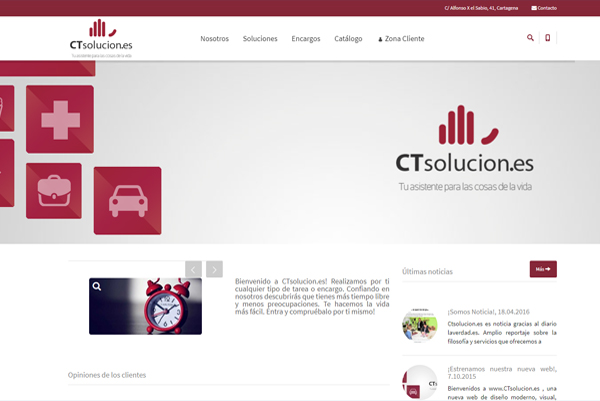 C/ Alfonso X el Sabio, 41, Cartagena
Contacto
CTsolucion.es
Tu asistente para las cosas de la vida
Nosotros
Soluciones
Encargos
Catálogo
Zona Cliente
CTsolucion.es
Tu asistente para las cosas de la vida
Bienvenido a CTsolucion.es! Realizamos por ti
cualquier tipo de tarea o encargo. Confiando en
nosotros descubrirás que tienes más tiempo libre
y menos preocupaciones. Te hacemos la vida
más fácil. Entra y compruébalo por ti mismo!
Opiniones de los clientes
Últimas noticias
Más
¡Somos Noticia!, 18.04.2016
Ctsolucion.es es noticia gracias al diario
laverdad.es. Amplio reportaje sobre la
filosofía y servicios que ofrecemos a
¡Estrenamos nuestra nueva web!,
7.10.2015
Bienvenidos a www.CTsolucion.es , una
nueva web de diseño moderno, visual,